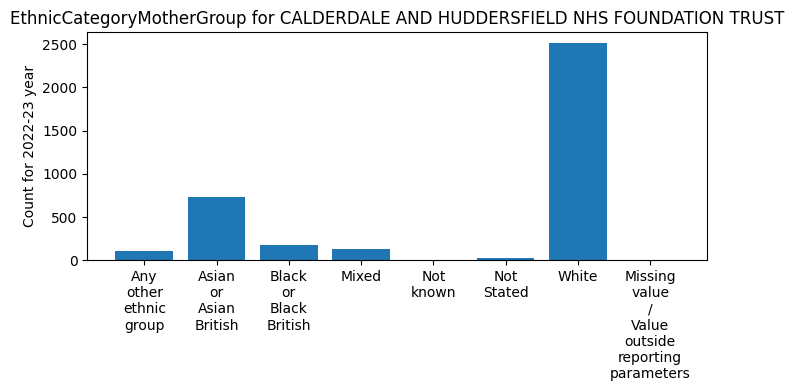 EthnicCategoryMotherGroup for CALDERDALE AND HUDDERSFIELD NHS FOUNDATION TRUST
Count for 2022-23 year
2500
2000
1500
1000
500
0
Any
other
ethnic
group
Asian
or
Asian
British
Black
or
Black
British
Mixed
Not
known
Not
Stated
White
Missing
value
/
Value
outside
reporting
parameters